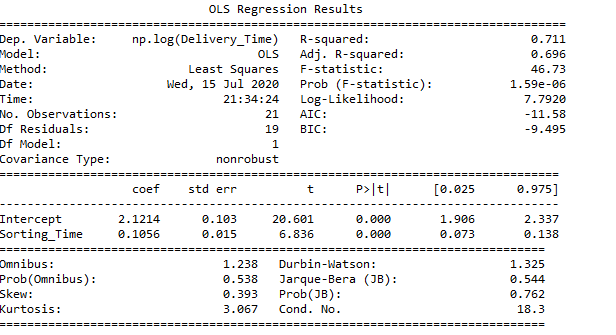 OLS Regression Results
==============================================================================
Dep. Variable: np.log(Delivery_Time) R-squared: 0.711
Model: OLS Adj. R-squared: 0.696
Method: Least Squares F-statistic: 46.73
Date: Wed, 15 Jul 2020 Prob (F-statistic): 1.59e-06
Time: 21:34:24 Log-Likelihood: 7.7920
No. Observations: 21 AIC: -11.58
Df Residuals: 19 BIC: -9.495
Df Model: 1
Covariance Type: nonrobust
==============================================================================
coef std err t P>|t| [0.025 0.975]
------------------------------------------------------------------------------
Intercept 2.1214 0.103 20.601 0.000 1.906 2.337
Sorting_Time 0.1056 0.015 6.836 0.000 0.073 0.138
==============================================================================
Omnibus: 1.238 Durbin-Watson: 1.325
Prob(Omnibus): 0.538 Jarque-Bera (JB): 0.544
Skew: 0.393 Prob(JB): 0.762
Kurtosis: 3.067 Cond. No. 18.3
==============================================================================